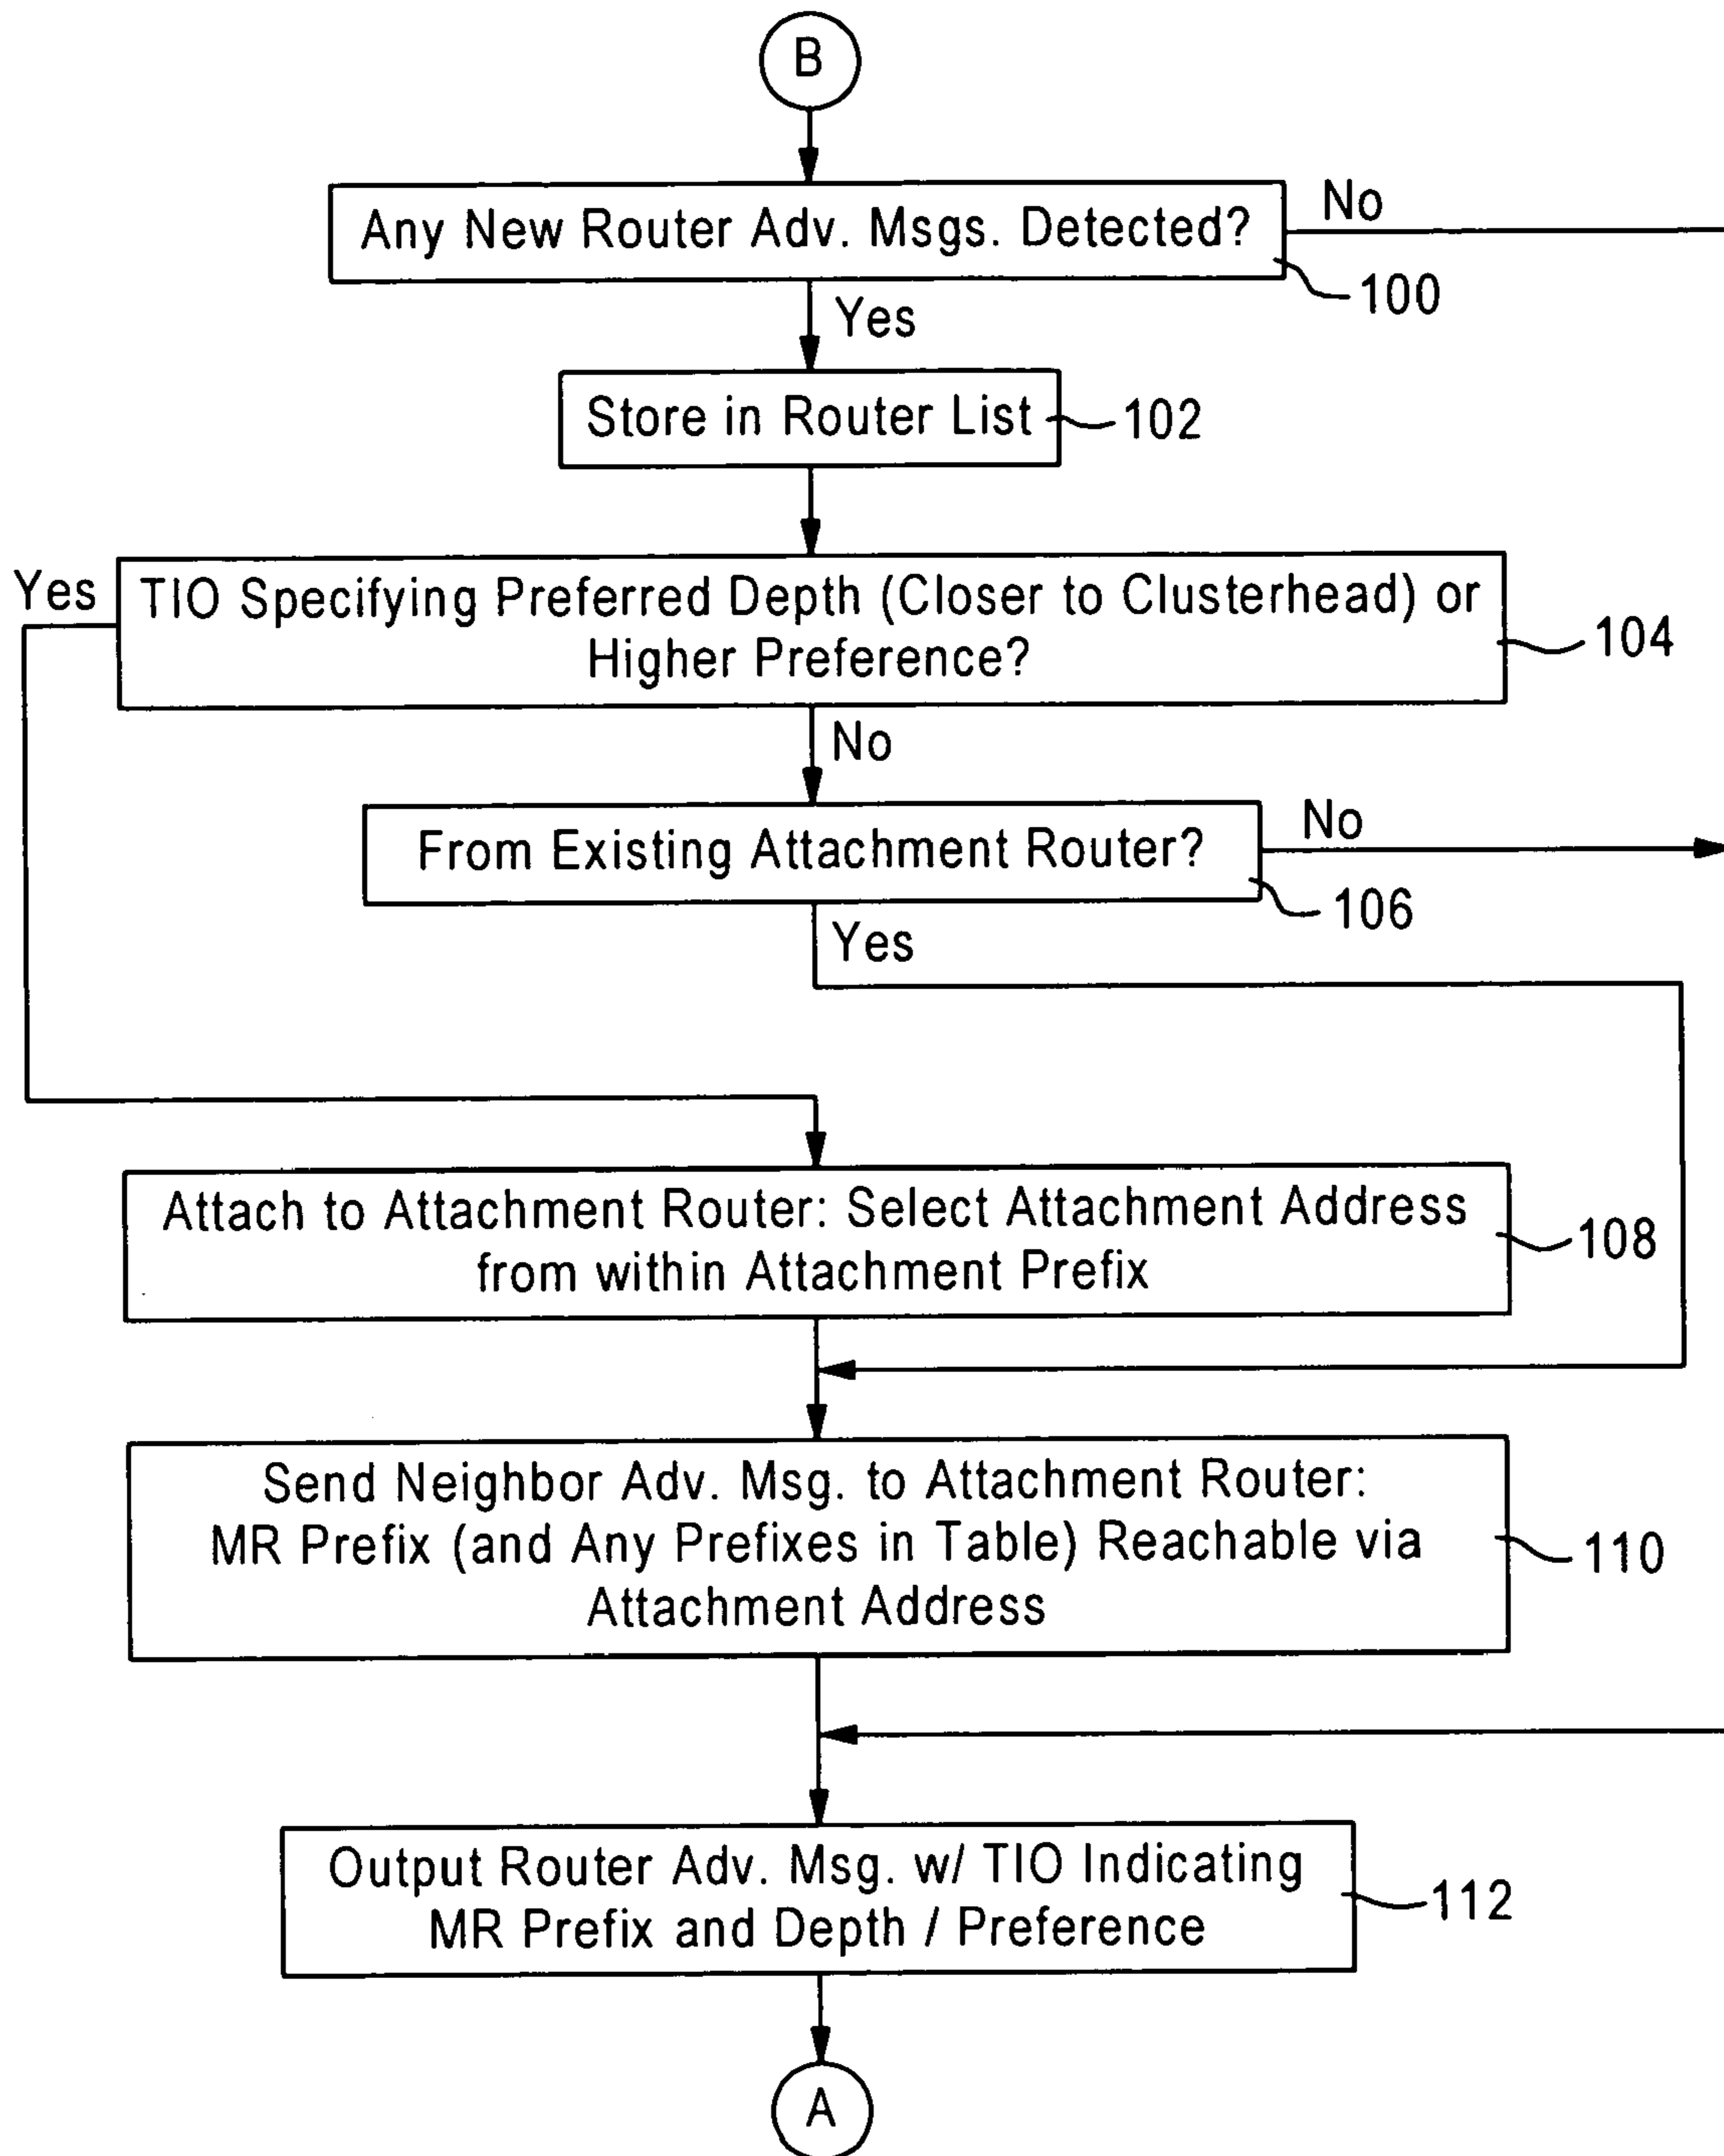 B
Any New Router Adv. Msgs. Detected?
No
100
Yes
Store in Router List
102
Yes
TIO Specifying Preferred Depth (Closer to Clusterhead) or
Higher Preference?
104
No
From Existing Attachment Router?
No
106
Yes
Attach to Attachment Router: Select Attachment Address
from within Attachment Prefix
108
Send Neighbor Adv. Msg. to Attachment Router:
MR Prefix (and Any Prefixes in Table) Reachable via
Attachment Address
110
Output Router Adv. Msg. w/ TIO Indicating
MR Prefix and Depth / Preference
112
A